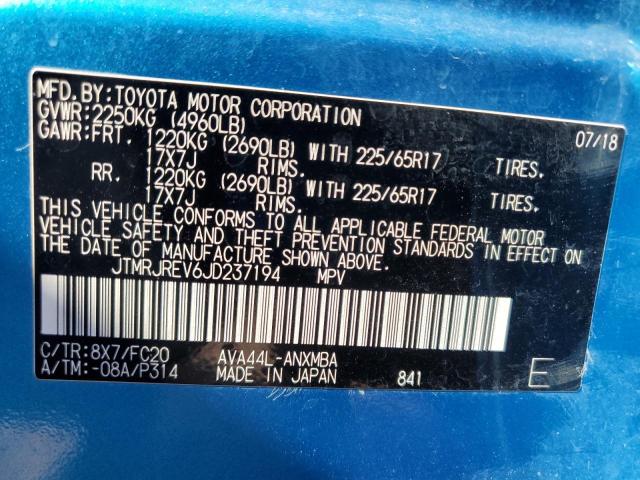 MFD.BY:TOYOTA MOTOR CORPORATION 07/18
GVWR:2250KG (4960LB)
GAWR:FRT. 1220KG (2690LB) WITH 225/65R17 TIRES.
17X7J RIMS.
RR. 1220KG (2690LB) WITH 225/65R17 TIRES.
17X7J RIMS.
THIS VEHICLE CONFORMS TO ALL APPLICABLE FEDERAL MOTOR
VEHICLE SAFETY AND THEFT PREVENTION STANDARDS IN EFFECT ON
THE DATE OF MANUFACTURE SHOWN ABOVE.
JTMRJREV6JD237194 MPV
C/TR:8X7/FC20 AVA44L-ANXMBA
A/TM:-08A/P314 MADE IN JAPAN 841 E